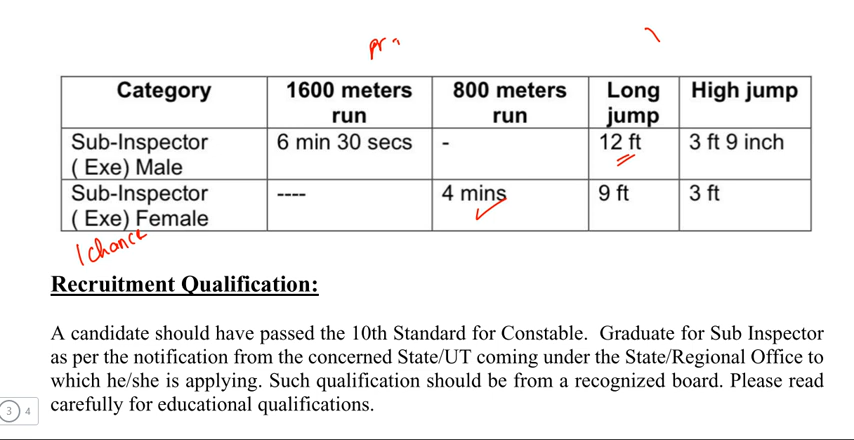 Category 1600 meters run 800 meters run Long jump High jump
Sub-Inspector ( Exe) Male 6 min 30 secs - 12 ft 3 ft 9 inch
Sub-Inspector ( Exe) Female ---- 4 mins 9 ft 3 ft
1 chance
Recruitment Qualification:
A candidate should have passed the 10th Standard for Constable. Graduate for Sub Inspector
as per the notification from the concerned State/UT coming under the State/Regional Office to
which he/she is applying. Such qualification should be from a recognized board. Please read
carefully for educational qualifications.
3 4